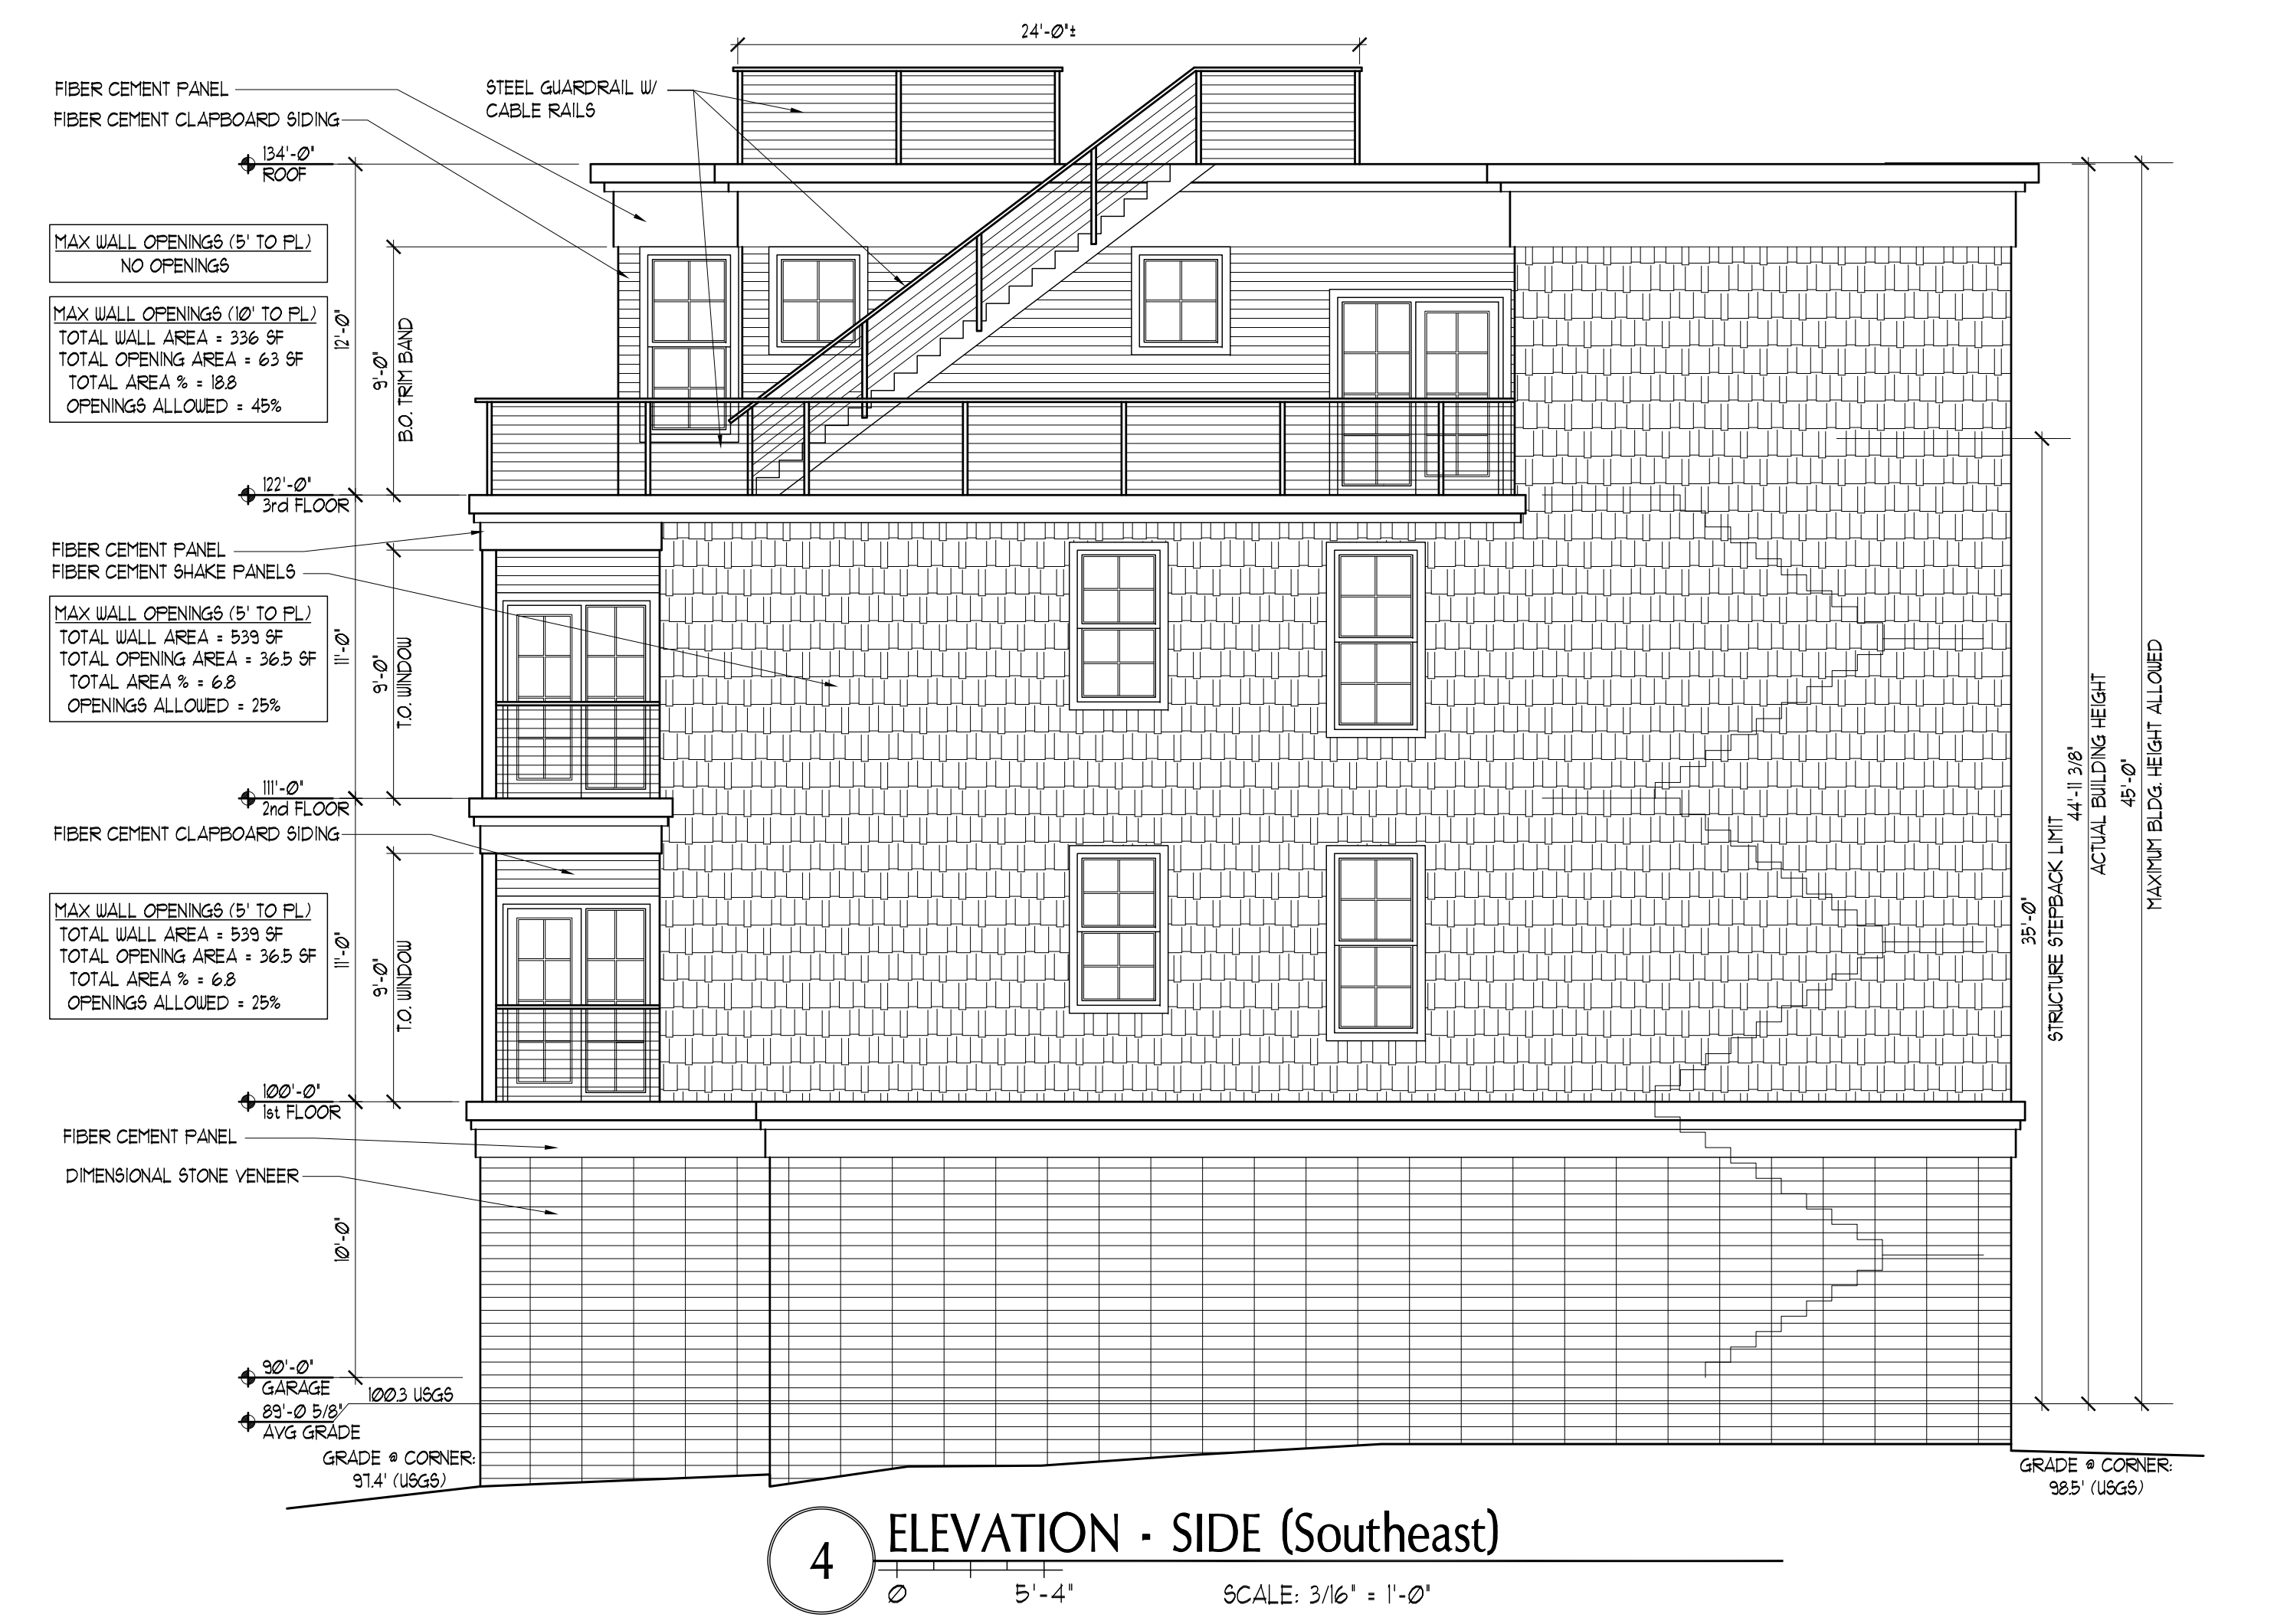 24'-0"±
FIBER CEMENT PANEL
FIBER CEMENT CLAPBOARD SIDING
STEEL GUARDRAIL W/
CABLE RAILS
134'-0"
ROOF
MAX WALL OPENINGS (5' TO PL)
NO OPENINGS
MAX WALL OPENINGS (10' TO PL)
TOTAL WALL AREA = 336 SF
TOTAL OPENING AREA = 63 SF
TOTAL AREA % = 18.8
OPENINGS ALLOWED = 45%
12'-0"
9'-0"
B.O. TRIM BAND
122'-0"
3rd FLOOR
FIBER CEMENT PANEL
FIBER CEMENT SHAKE PANELS
MAX WALL OPENINGS (5' TO PL)
TOTAL WALL AREA = 539 SF
TOTAL OPENING AREA = 36.5 SF
TOTAL AREA % = 6.8
OPENINGS ALLOWED = 25%
11'-0"
9'-0"
T.O. WINDOW
111'-0"
2nd FLOOR
FIBER CEMENT CLAPBOARD SIDING
MAX WALL OPENINGS (5' TO PL)
TOTAL WALL AREA = 539 SF
TOTAL OPENING AREA = 36.5 SF
TOTAL AREA % = 6.8
OPENINGS ALLOWED = 25%
11'-0"
9'-0"
T.O. WINDOW
100'-0"
1st FLOOR
FIBER CEMENT PANEL
DIMENSIONAL STONE VENEER
10'-0"
90'-0"
GARAGE
100.3 USGS
89'-0 5/8"
AVG GRADE
GRADE @ CORNER:
97.4' (USGS)
35'-0"
STRUCTURE STEPBACK LIMIT
44'-11 3/8"
ACTUAL BUILDING HEIGHT
45'-0"
MAXIMUM BLDG. HEIGHT ALLOWED
GRADE @ CORNER:
98.5' (USGS)
4
ELEVATION - SIDE (Southeast)
0 5'-4" SCALE: 3/16" = 1'-0"